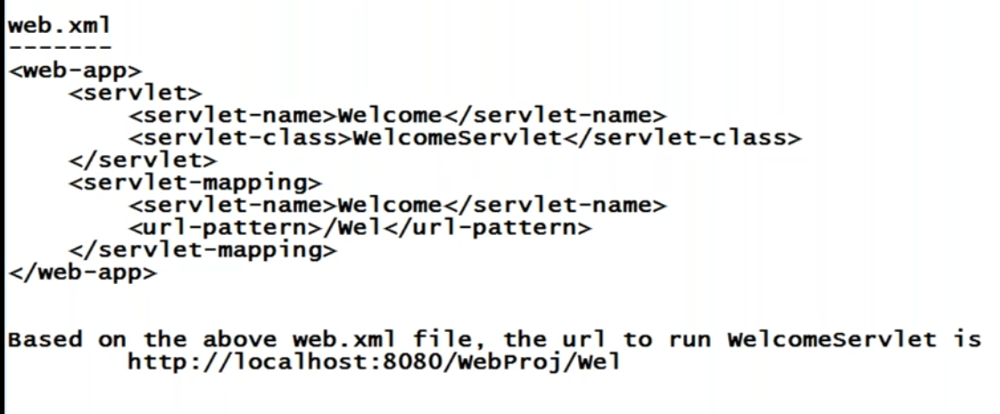 web.xml
-------
<web-app>
    <servlet>
        <servlet-name>Welcome</servlet-name>
        <servlet-class>WelcomeServlet</servlet-class>
    </servlet>
    <servlet-mapping>
        <servlet-name>Welcome</servlet-name>
        <url-pattern>/Wel</url-pattern>
    </servlet-mapping>
</web-app>
Based on the above web.xml file, the url to run WelcomeServlet is
        http://localhost:8080/WebProj/Wel